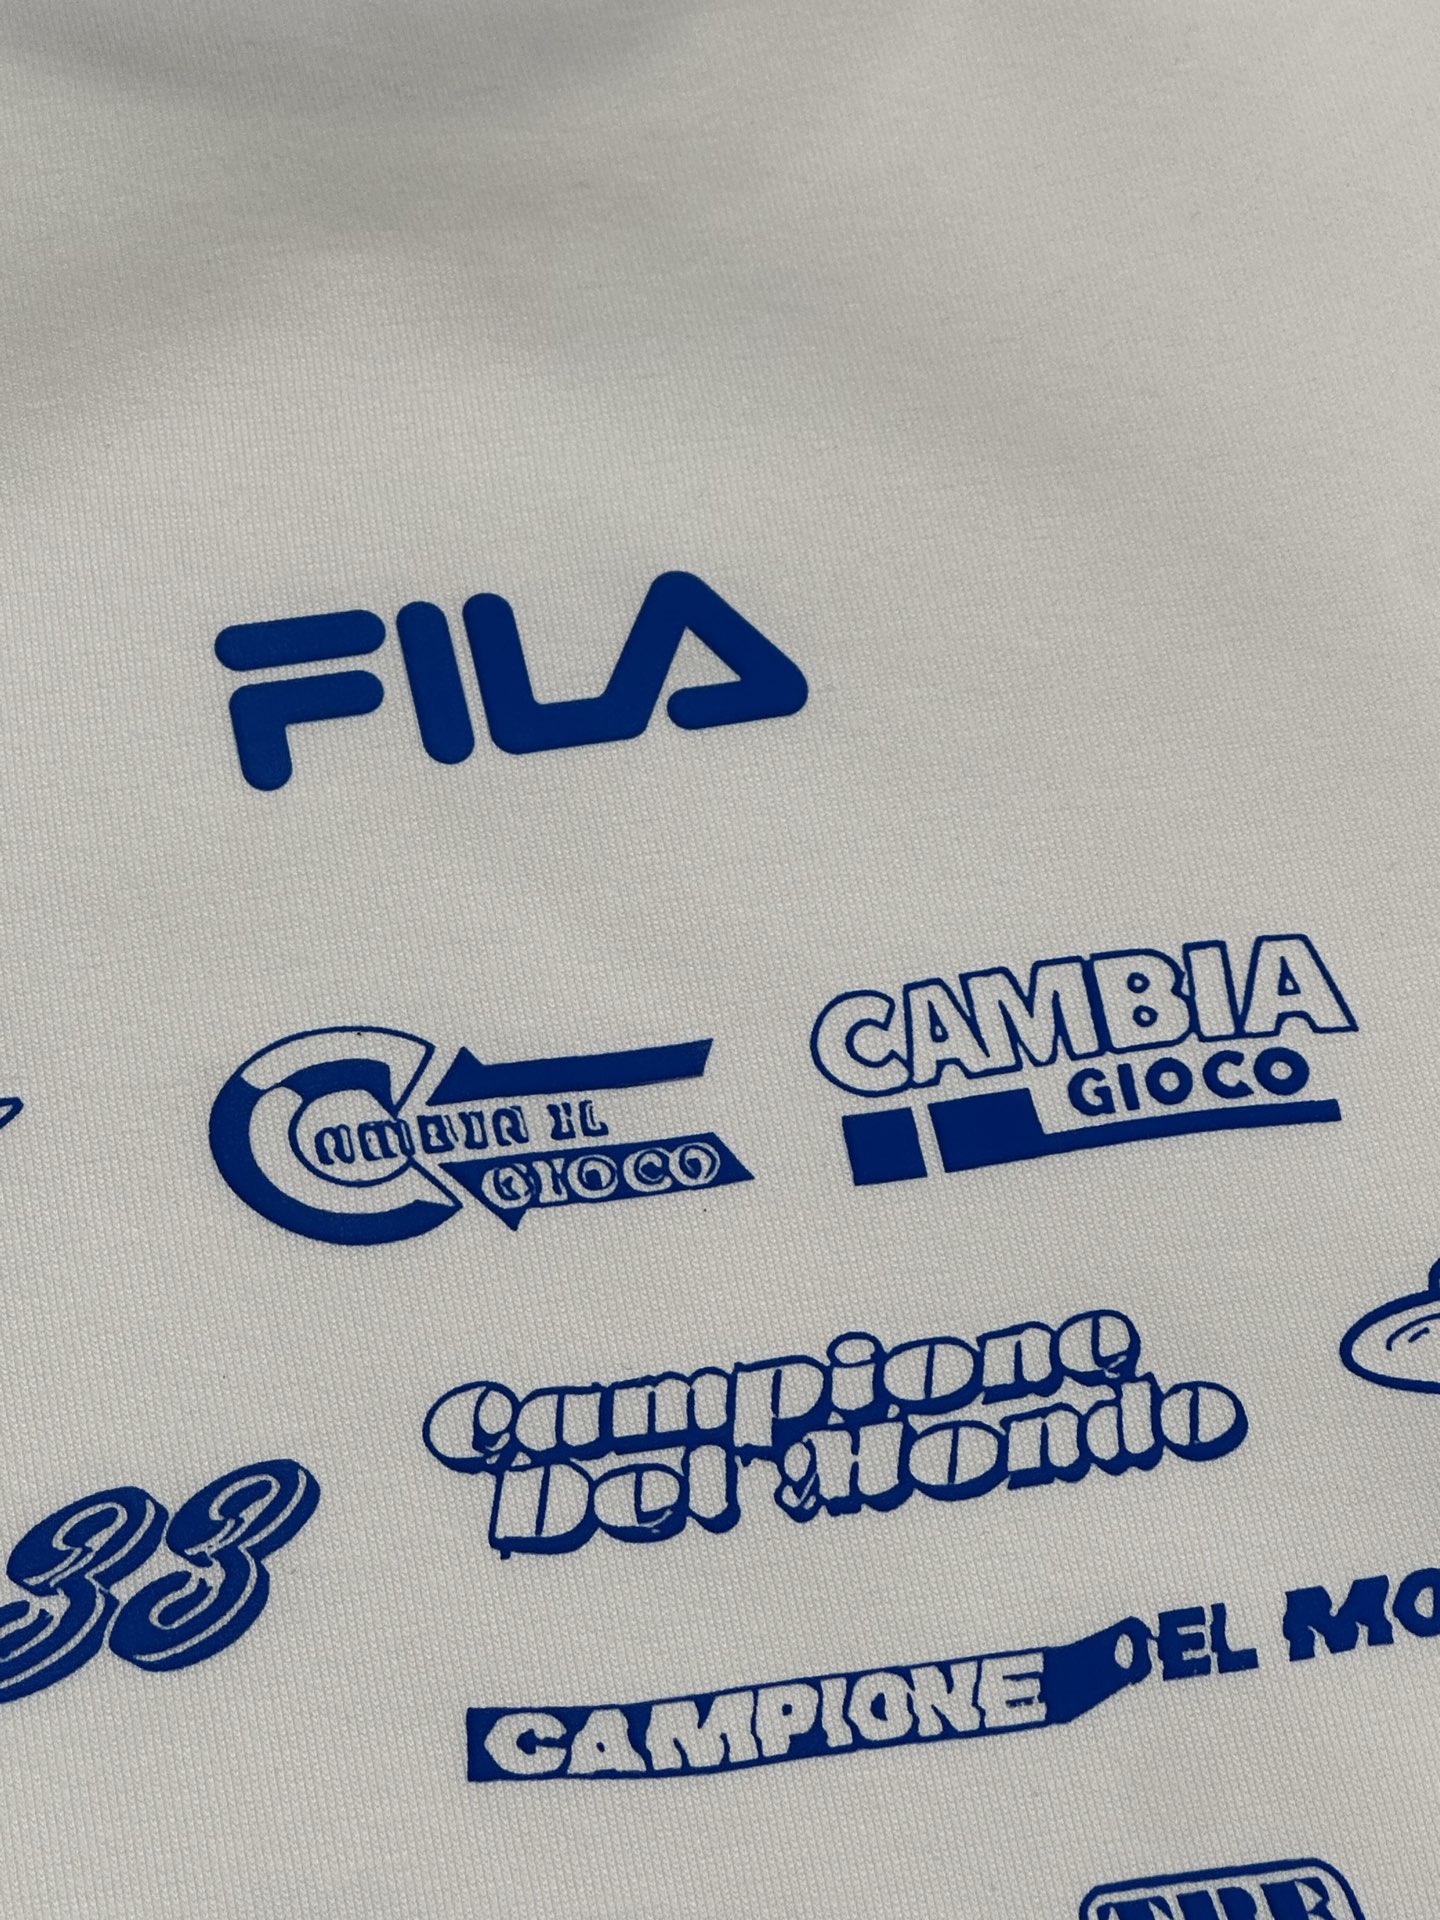 FILA
CAMBIA IL
GIOCO
CAMBIA
GIOCO
Campione
Del Mondo
33
CAMPIONE DEL MO